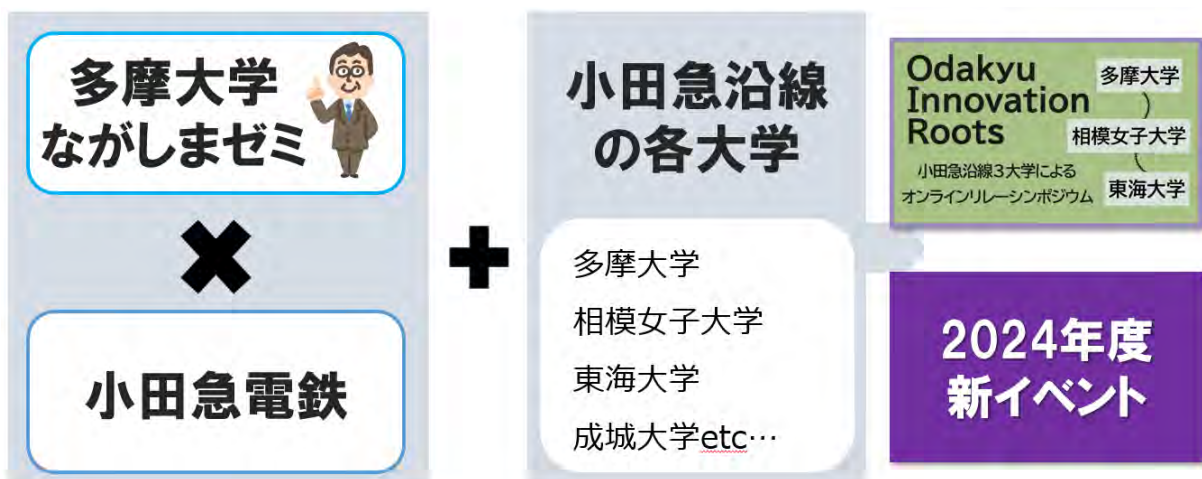 多摩大学
ながしまゼミ
✖
小田急電鉄
✚
小田急沿線
の各大学
多摩大学
相模女子大学
東海大学
成城大学etc…
Odakyu
Innovation
Roots
小田急沿線3大学による
オンラインリレーシンポジウム
多摩大学
相模女子大学
東海大学
2024年度
新イベント